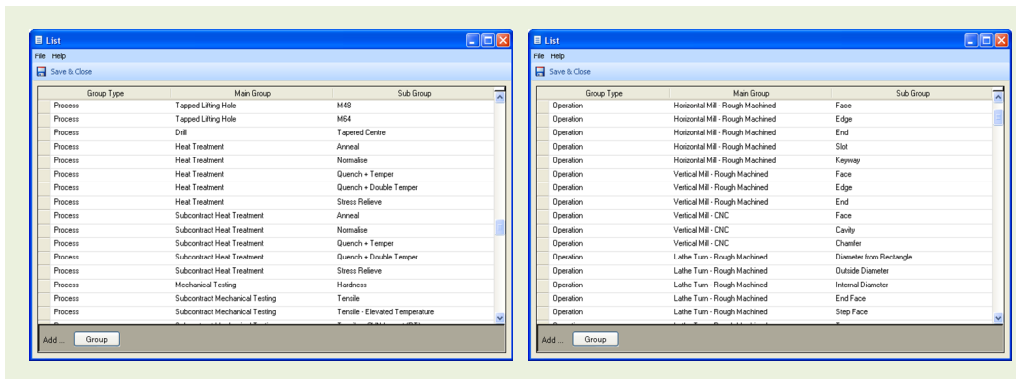 List
File Help
Save & Close
Group Type Main Group Sub Group
Process Tapped Lifting Hole M48
Process Tapped Lifting Hole M64
Process Drill Tapered Centre
Process Heat Treatment Anneal
Process Heat Treatment Normalise
Process Heat Treatment Quench + Temper
Process Heat Treatment Quench + Double Temper
Process Heat Treatment Stress Relieve
Process Subcontract Heat Treatment Anneal
Process Subcontract Heat Treatment Normalise
Process Subcontract Heat Treatment Quench + Temper
Process Subcontract Heat Treatment Quench + Double Temper
Process Subcontract Heat Treatment Stress Relieve
Process Mechanical Testing Hardness
Process Subcontract Mechanical Testing Tensile
Process Subcontract Mechanical Testing Tensile - Elevated Temperature
Add ... Group
List
File Help
Save & Close
Group Type Main Group Sub Group
Operation Horizontal Mill - Rough Machined Face
Operation Horizontal Mill - Rough Machined Edge
Operation Horizontal Mill - Rough Machined End
Operation Horizontal Mill - Rough Machined Slot
Operation Horizontal Mill - Rough Machined Keyway
Operation Vertical Mill - Rough Machined Face
Operation Vertical Mill - Rough Machined Edge
Operation Vertical Mill - Rough Machined End
Operation Vertical Mill - CNC Face
Operation Vertical Mill - CNC Cavity
Operation Vertical Mill - CNC Chamfer
Operation Lathe Turn - Rough Machined Diameter from Rectangle
Operation Lathe Turn - Rough Machined Outside Diameter
Operation Lathe Turn - Rough Machined Internal Diameter
Operation Lathe Turn - Rough Machined End Face
Operation Lathe Turn - Rough Machined Step Face
Add ... Group